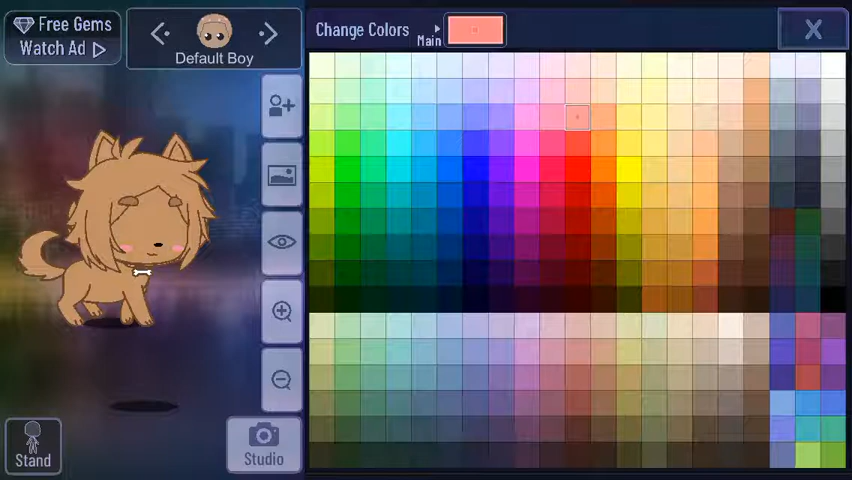 Free Gems
Watch Ad
Default Boy
Change Colors
Main
X
Stand
Studio